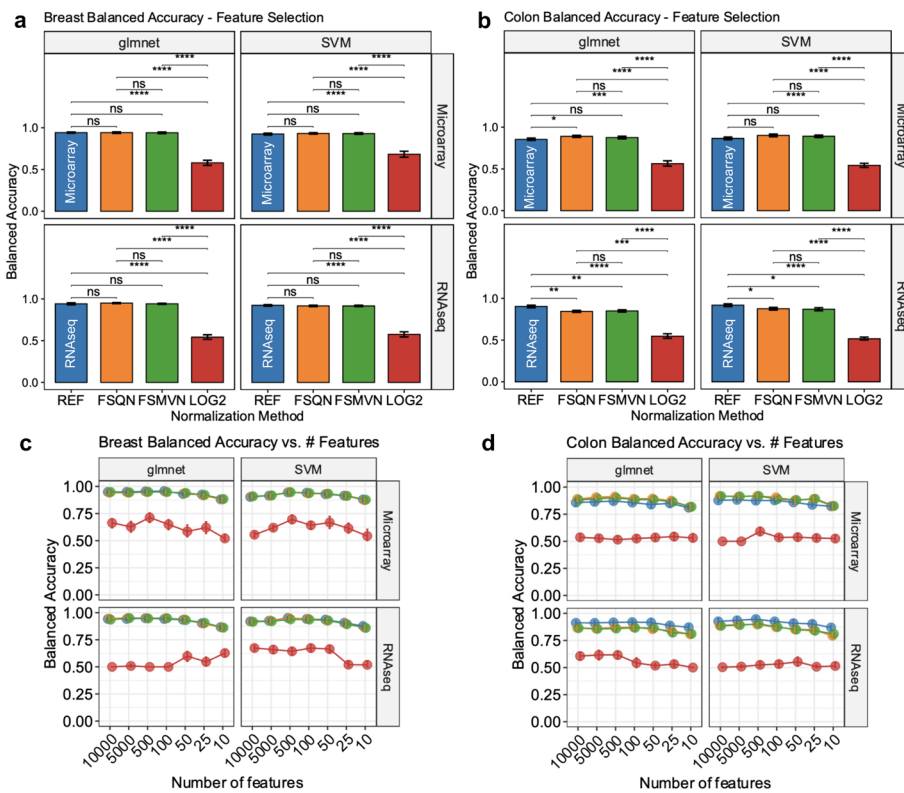 a Breast Balanced Accuracy - Feature Selection
glmnet SVM
Balanced Accuracy
1.0
0.5
0.0
****
****
ns
****
ns
ns
Microarray
****
****
ns
****
ns
ns
Microarray
Microarray
1.0
0.5
0.0
****
****
ns
****
ns
ns
RNAseq
****
****
ns
****
ns
ns
RNAseq
RNAseq
REF FSQN FSMVN LOG2 REF FSQN FSMVN LOG2
Normalization Method
b Colon Balanced Accuracy - Feature Selection
glmnet SVM
Balanced Accuracy
1.0
0.5
0.0
****
****
ns
***
ns
*
Microarray
****
****
ns
****
ns
ns
Microarray
Microarray
1.0
0.5
0.0
****
***
ns
****
**
**
RNAseq
****
****
ns
****
*
*
RNAseq
RNAseq
REF FSQN FSMVN LOG2 REF FSQN FSMVN LOG2
Normalization Method
c Breast Balanced Accuracy vs. # Features
glmnet SVM
Balanced Accuracy
1.00
0.75
0.50
0.25
0.00
Microarray
1.00
0.75
0.50
0.25
0.00
RNAseq
10000 5000 500 100 50 25 10 10000 5000 500 100 50 25 10
Number of features
d Colon Balanced Accuracy vs. # Features
glmnet SVM
Balanced Accuracy
1.00
0.75
0.50
0.25
0.00
Microarray
1.00
0.75
0.50
0.25
0.00
RNAseq
10000 5000 500 100 50 25 10 10000 5000 500 100 50 25 10
Number of features